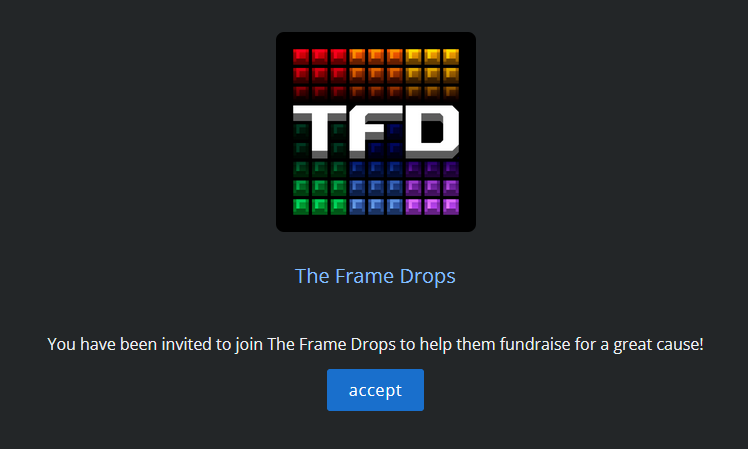 TFD
The Frame Drops
You have been invited to join The Frame Drops to help them fundraise for a great cause!
accept